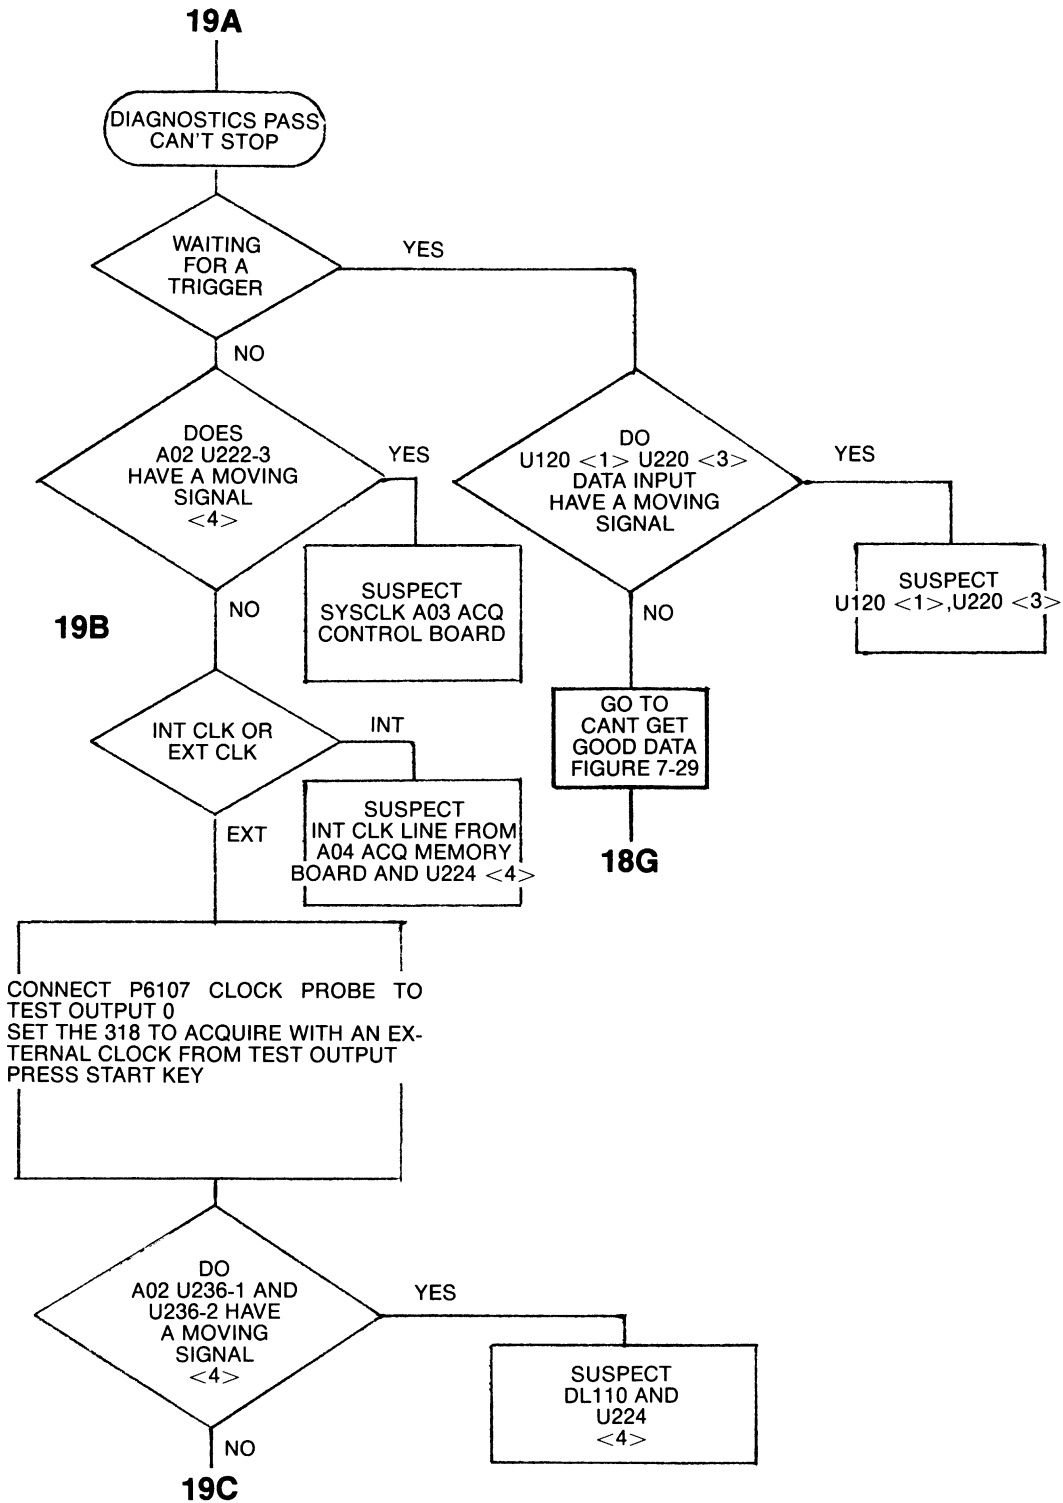 19A
DIAGNOSTICS PASS
CAN'T STOP
WAITING
FOR A
TRIGGER
YES
NO
DOES
A02 U222-3
HAVE A MOVING
SIGNAL
<4>
YES
DO
U120 <1> U220 <3>
DATA INPUT
HAVE A MOVING
SIGNAL
YES
SUSPECT
SYSCLK A03 ACQ
CONTROL BOARD
SUSPECT
U120 <1>,U220 <3>
NO
19B
NO
INT CLK OR
EXT CLK
INT
GO TO
CANT GET
GOOD DATA
FIGURE 7-29
18G
SUSPECT
INT CLK LINE FROM
A04 ACQ MEMORY
BOARD AND U224 <4>
EXT
CONNECT P6107 CLOCK PROBE TO
TEST OUTPUT 0
SET THE 318 TO ACQUIRE WITH AN EX-
TERNAL CLOCK FROM TEST OUTPUT
PRESS START KEY
DO
A02 U236-1 AND
U236-2 HAVE
A MOVING
SIGNAL
<4>
YES
SUSPECT
DL110 AND
U224
<4>
NO
19C